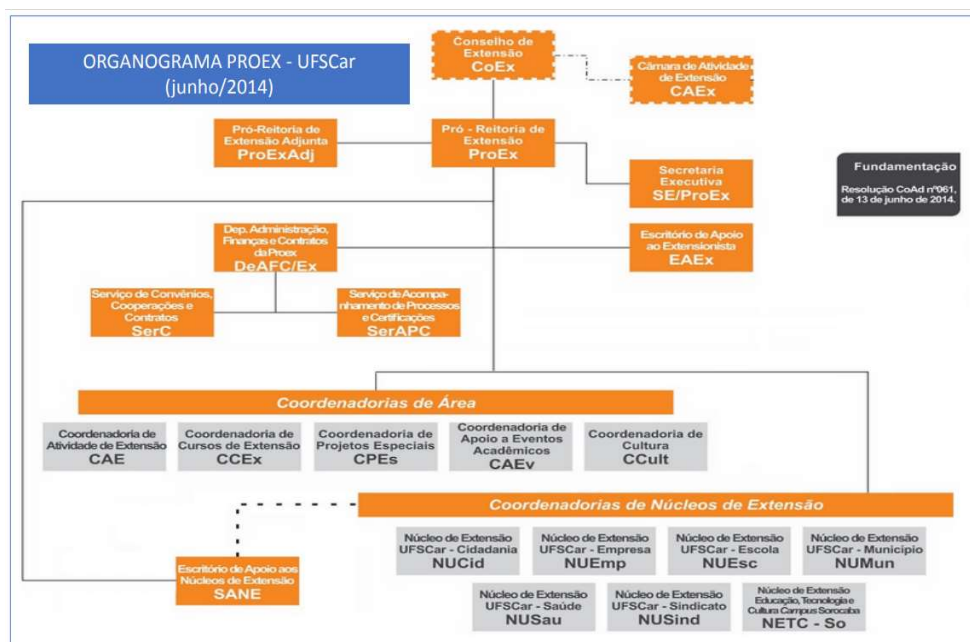 ORGANOGRAMA PROEX - UFSCar
(junho/2014)
Conselho de
Extensão
CoEx
Câmara de Atividade
de Extensão
CAEx
Pró-Reitoria de
Extensão Adjunta
ProExAdj
Pró - Reitoria de
Extensão
ProEx
Secretaria
Executiva
SE/ProEx
Fundamentação
Resolução CoAd nº061,
de 13 de junho de 2014.
Dep. Administração,
Finanças e Contratos
da Proex
DeAFC/Ex
Escritório de Apoio
ao Extensionista
EAEx
Serviço de Convênios,
Cooperações e
Contratos
SerC
Serviço de Acompa-
nhamento de Processos
e Certificações
SerAPC
Coordenadorias de Área
Coordenadoria de
Atividade de Extensão
CAE
Coordenadoria de
Cursos de Extensão
CCEx
Coordenadoria de
Projetos Especiais
CPEs
Coordenadoria de
Apoio a Eventos
Acadêmicos
CAEv
Coordenadoria de
Cultura
CCult
Coordenadorias de Núcleos de Extensão
Núcleo de Extensão
UFSCar - Cidadania
NUCid
Núcleo de Extensão
UFSCar - Empresa
NUEmp
Núcleo de Extensão
UFSCar - Escola
NUEsc
Núcleo de Extensão
UFSCar - Município
NUMun
Escritório de Apoio aos
Núcleos de Extensão
SANE
Núcleo de Extensão
UFSCar - Saúde
NUSau
Núcleo de Extensão
UFSCar - Sindicato
NUSind
Núcleo de Extensão
Educação, Tecnologia e
Cultura Campus Sorocaba
NETC - So